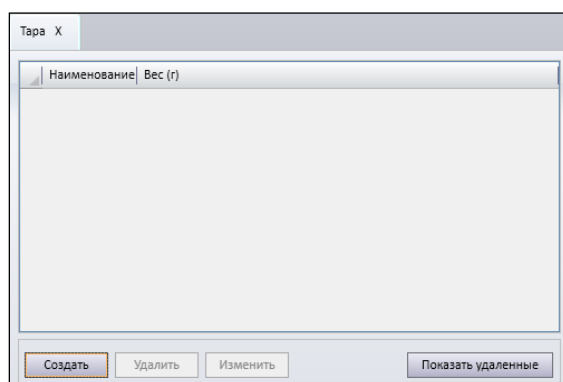 Тара X
Наименование Вес (г)
Создать Удалить Изменить Показать удаленные